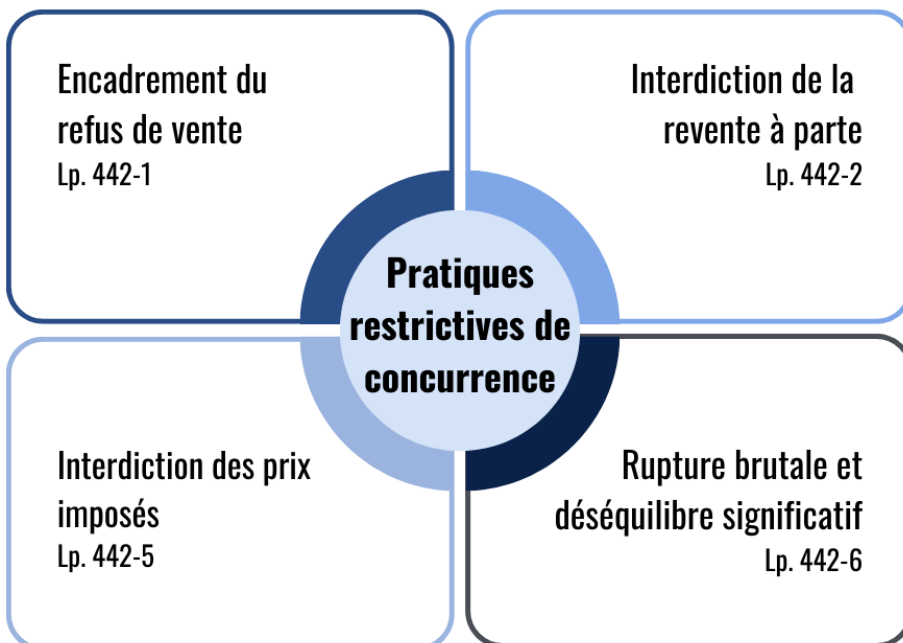 Encadrement du
refus de vente
Lp. 442-1
Interdiction de la
revente à parte
Lp. 442-2
Pratiques
restrictives de
concurrence
Interdiction des prix
imposés
Lp. 442-5
Rupture brutale et
déséquilibre significatif
Lp. 442-6